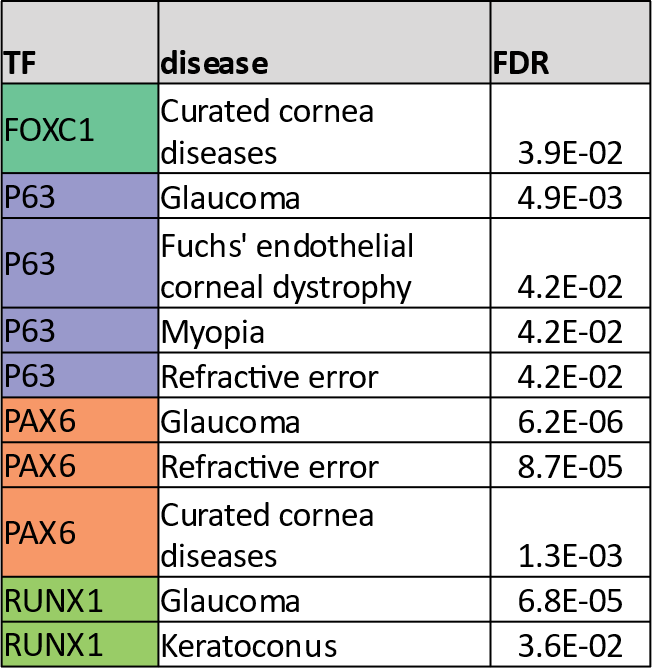 TF disease FDR
FOXC1 Curated cornea
diseases 3.9E-02
P63 Glaucoma 4.9E-03
P63 Fuchs' endothelial
corneal dystrophy 4.2E-02
P63 Myopia 4.2E-02
P63 Refractive error 4.2E-02
PAX6 Glaucoma 6.2E-06
PAX6 Refractive error 8.7E-05
PAX6 Curated cornea
diseases 1.3E-03
RUNX1 Glaucoma 6.8E-05
RUNX1 Keratoconus 3.6E-02